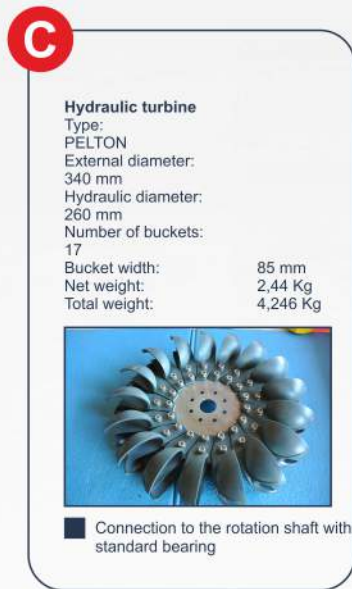 C
Hydraulic turbine
Type:
PELTON
External diameter:
340 mm
Hydraulic diameter:
260 mm
Number of buckets:
17
Bucket width: 85 mm
Net weight: 2,44 Kg
Total weight: 4,246 Kg
Connection to the rotation shaft with
standard bearing